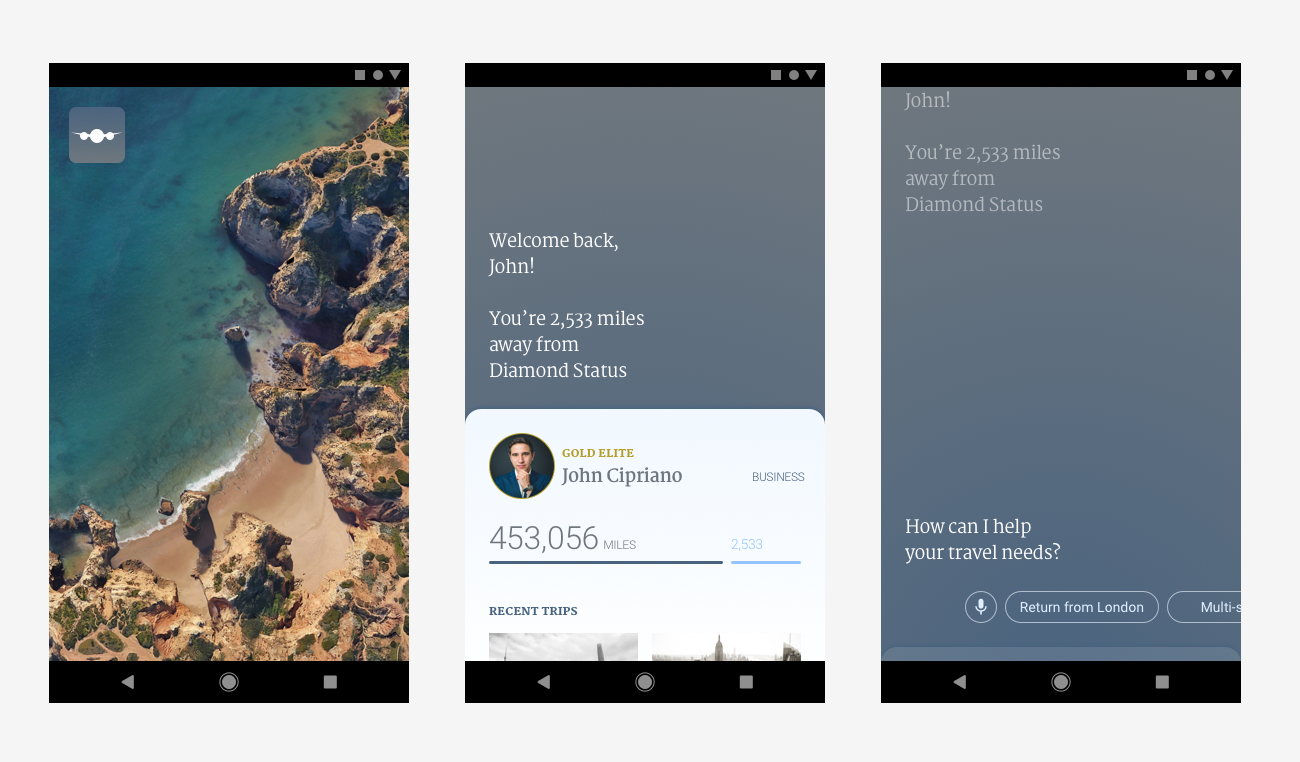 Welcome back,
John!
You’re 2,533 miles
away from
Diamond Status
GOLD ELITE
John Cipriano
BUSINESS
453,056 MILES
2,533
RECENT TRIPS
John!
You’re 2,533 miles
away from
Diamond Status
How can I help
your travel needs?
Return from London
Multi-s